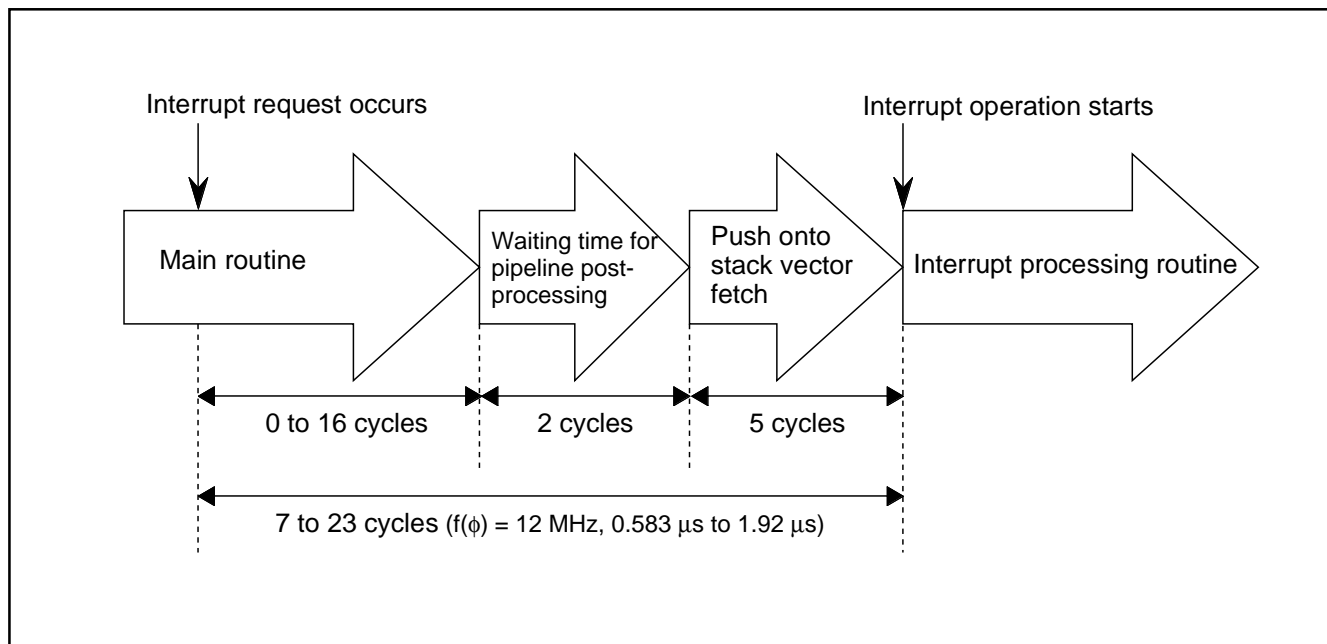 Interrupt request occurs
Interrupt operation starts
Main routine
Waiting time for
pipeline post-
processing
Push onto
stack vector
fetch
Interrupt processing routine
0 to 16 cycles
2 cycles
5 cycles
7 to 23 cycles (f(ϕ) = 12 MHz, 0.583 μs to 1.92 μs)